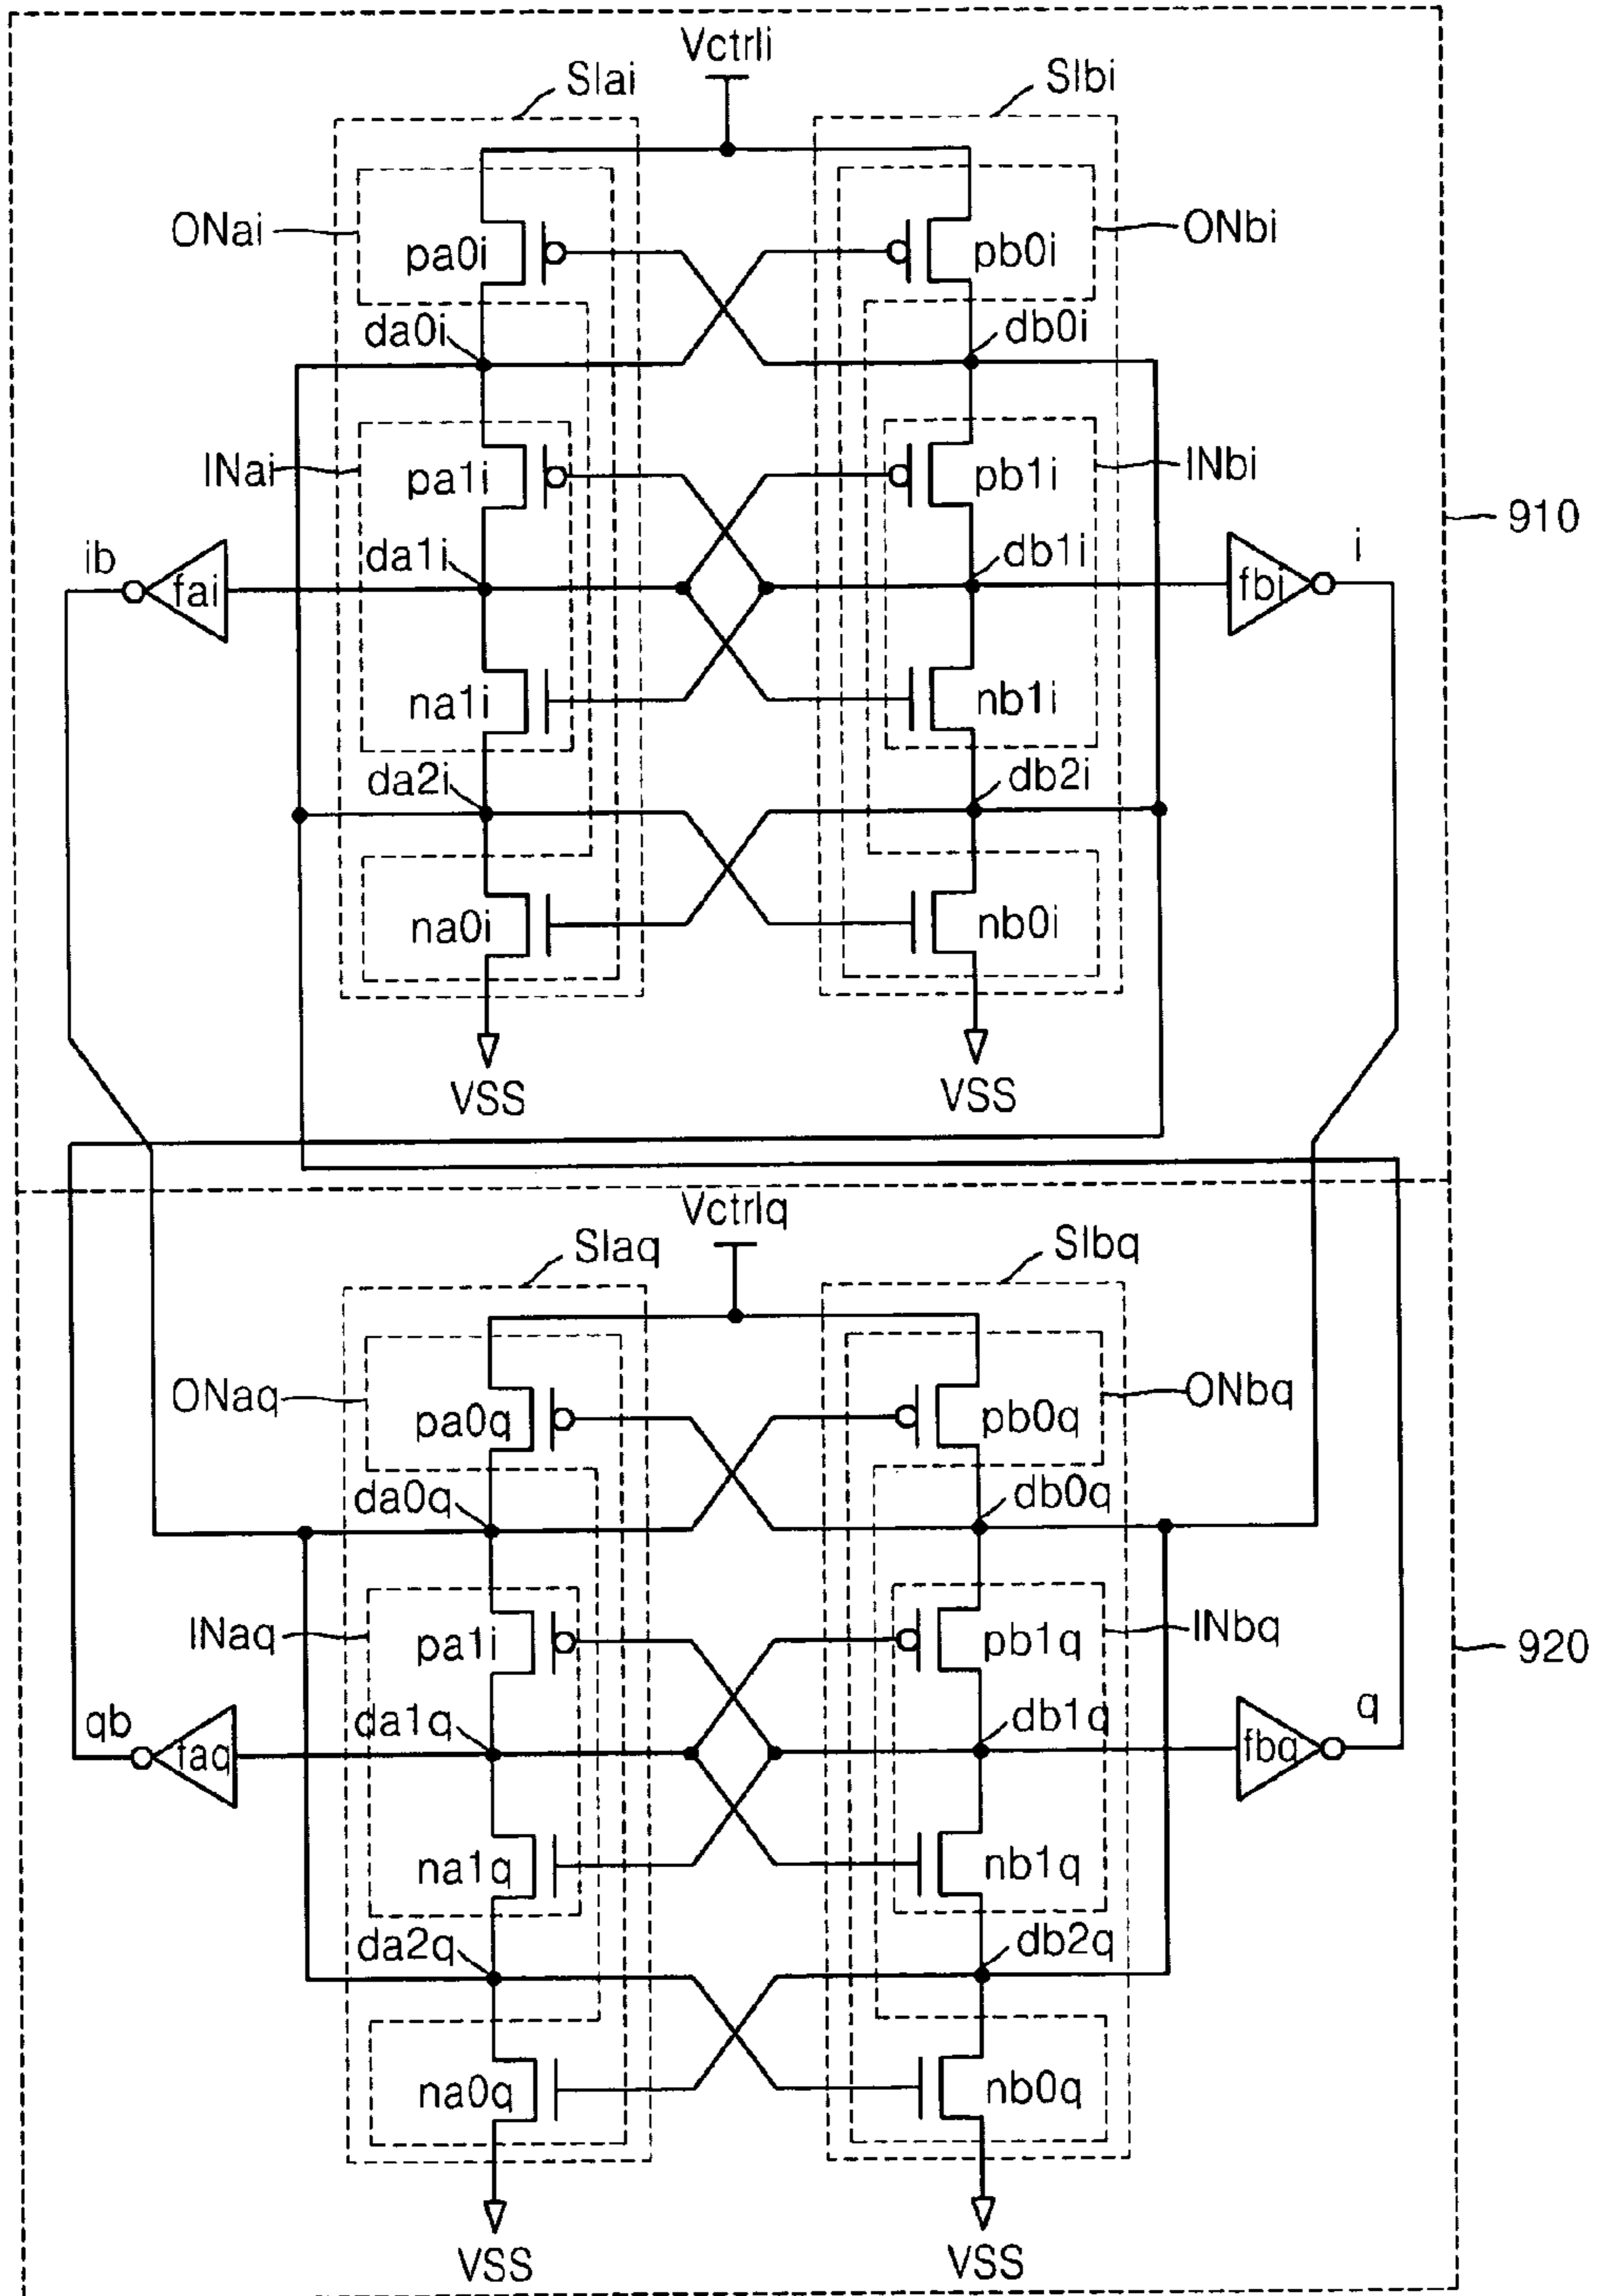 Vctrli
SIai
SIbi
ONai
pa0i
pb0i
ONbi
da0i
db0i
INai
pa1i
pb1i
INbi
910
ib
fai
da1i
db1i
fbi
i
na1i
nb1i
da2i
db2i
na0i
nb0i
VSS
VSS
Vctrlq
SIaq
SIbq
ONaq
pa0q
pb0q
ONbq
da0q
db0q
INaq
pa1i
pb1q
INbq
920
qb
faq
da1q
db1q
fbq
q
na1q
nb1q
da2q
db2q
na0q
nb0q
VSS
VSS